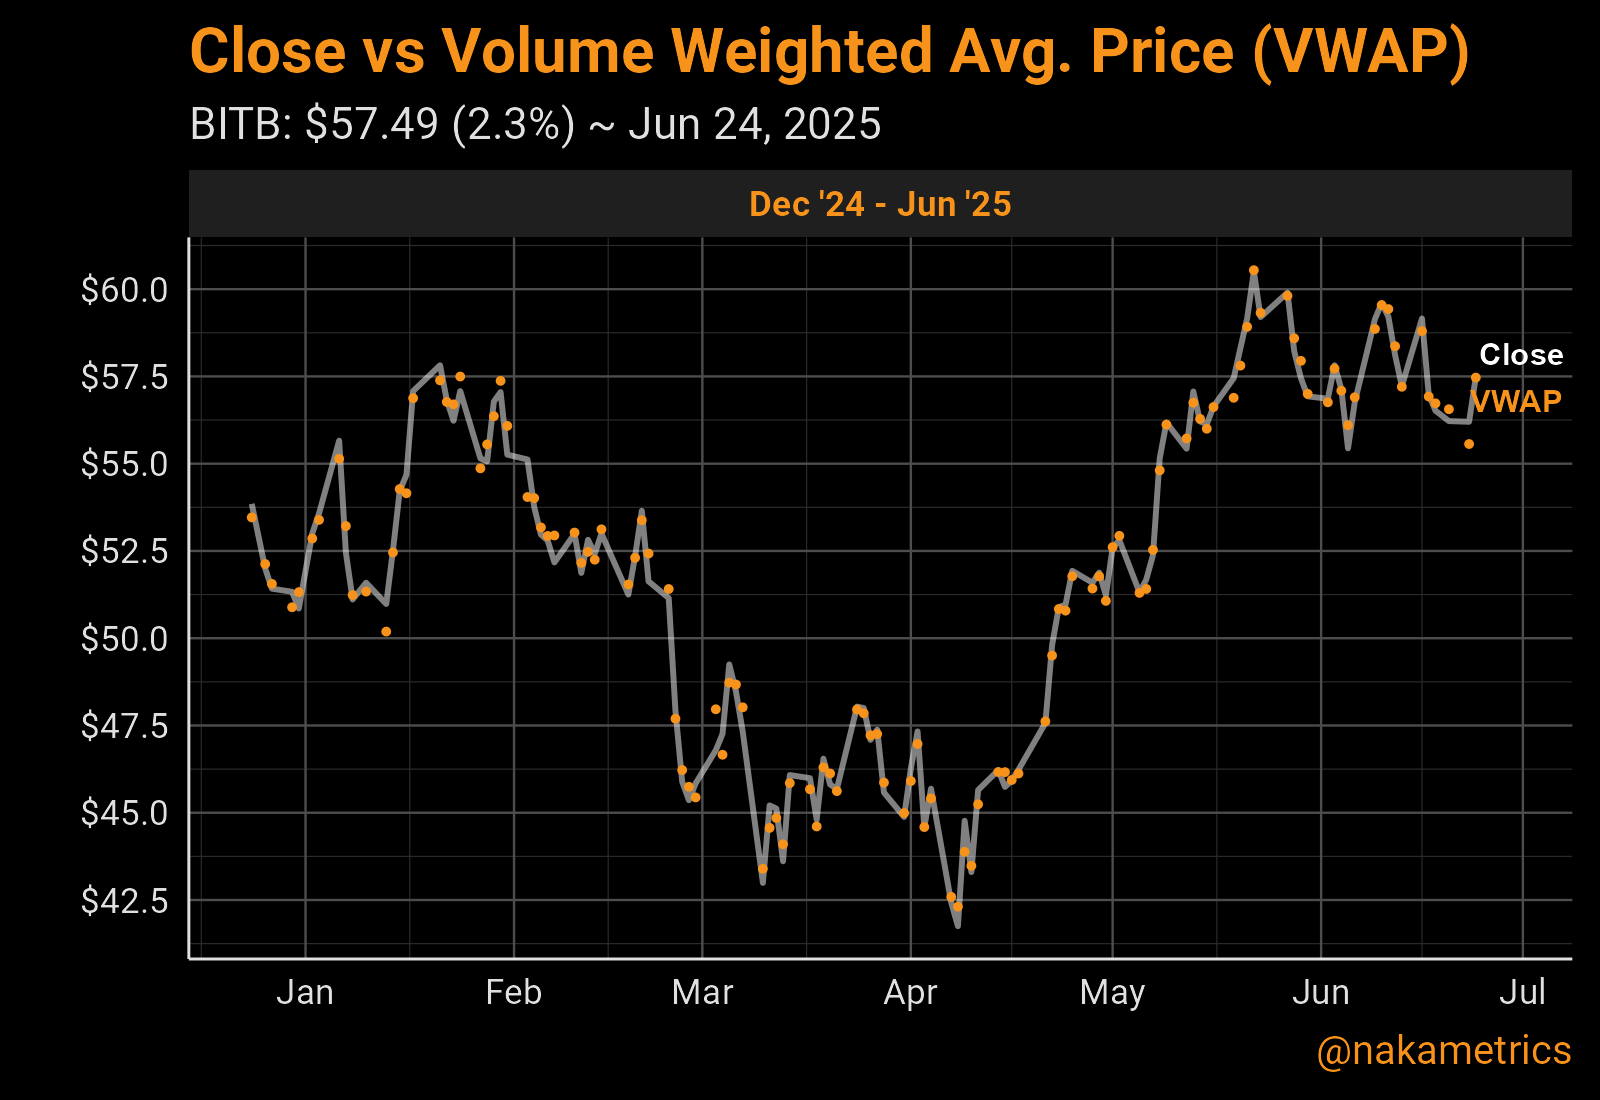 Close vs Volume Weighted Avg. Price (VWAP)
BITB: $57.49 (2.3%) ~ Jun 24, 2025
Dec '24 - Jun '25
$60.0
$57.5
$55.0
$52.5
$50.0
$47.5
$45.0
$42.5
Close
VWAP
Jan Feb Mar Apr May Jun Jul
@nakametrics